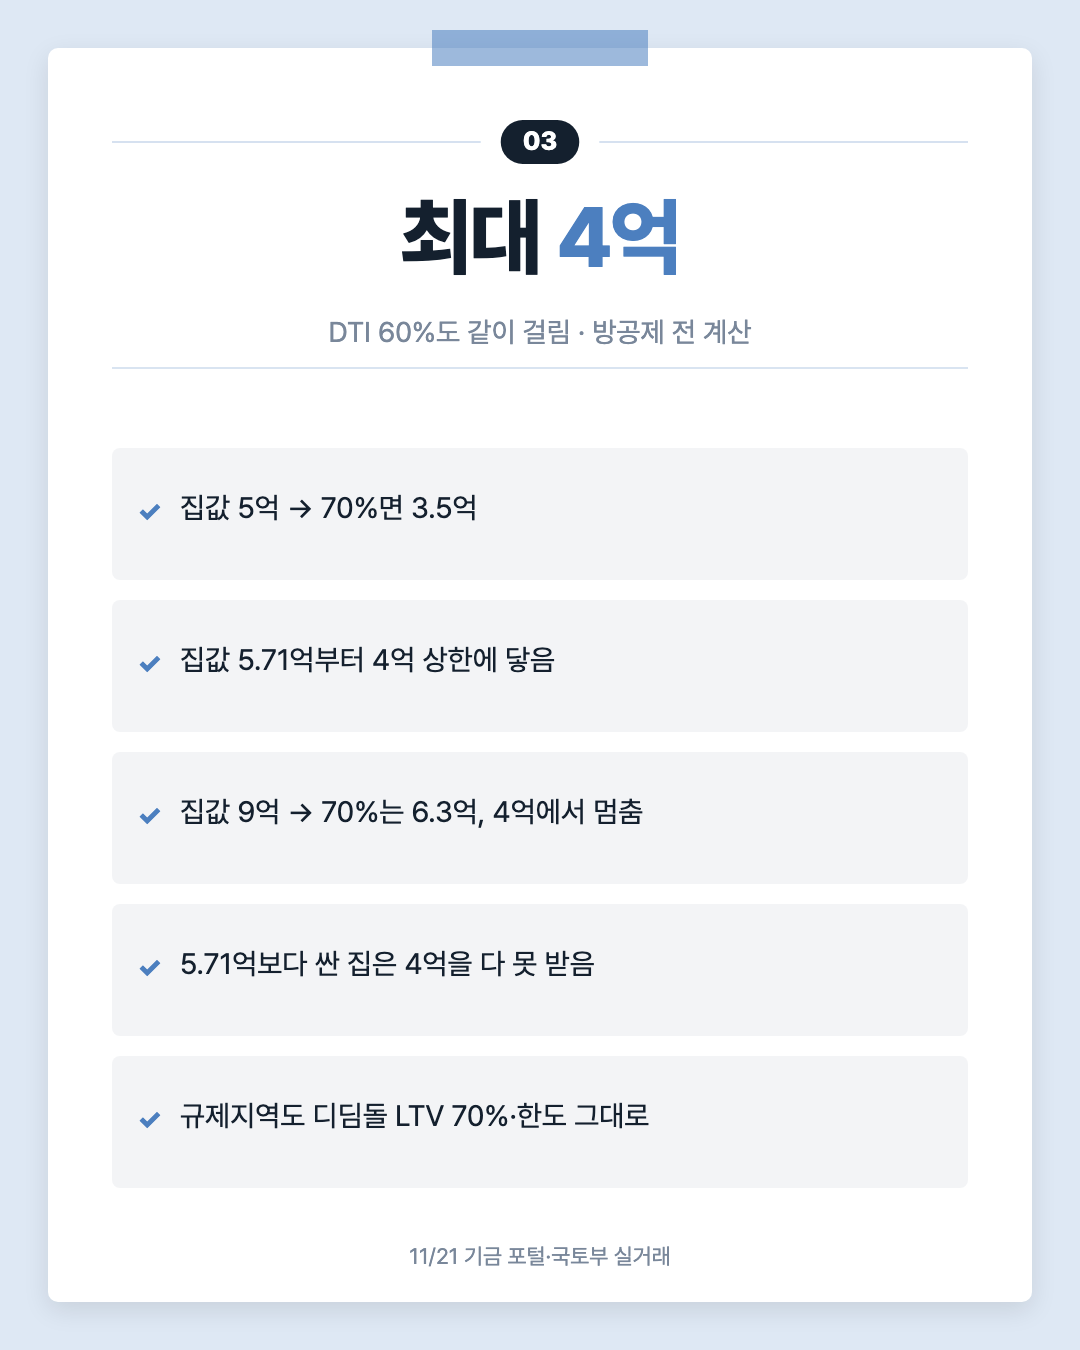 03
최대 4억
DTI 60%도 같이 걸림 · 방공제 전 계산
집값 5억 → 70%면 3.5억
집값 5.71억부터 4억 상한에 닿음
집값 9억 → 70%는 6.3억, 4억에서 멈춤
5.71억보다 싼 집은 4억을 다 못 받음
규제지역도 디딤돌 LTV 70%·한도 그대로
11/21 기금 포털·국토부 실거래